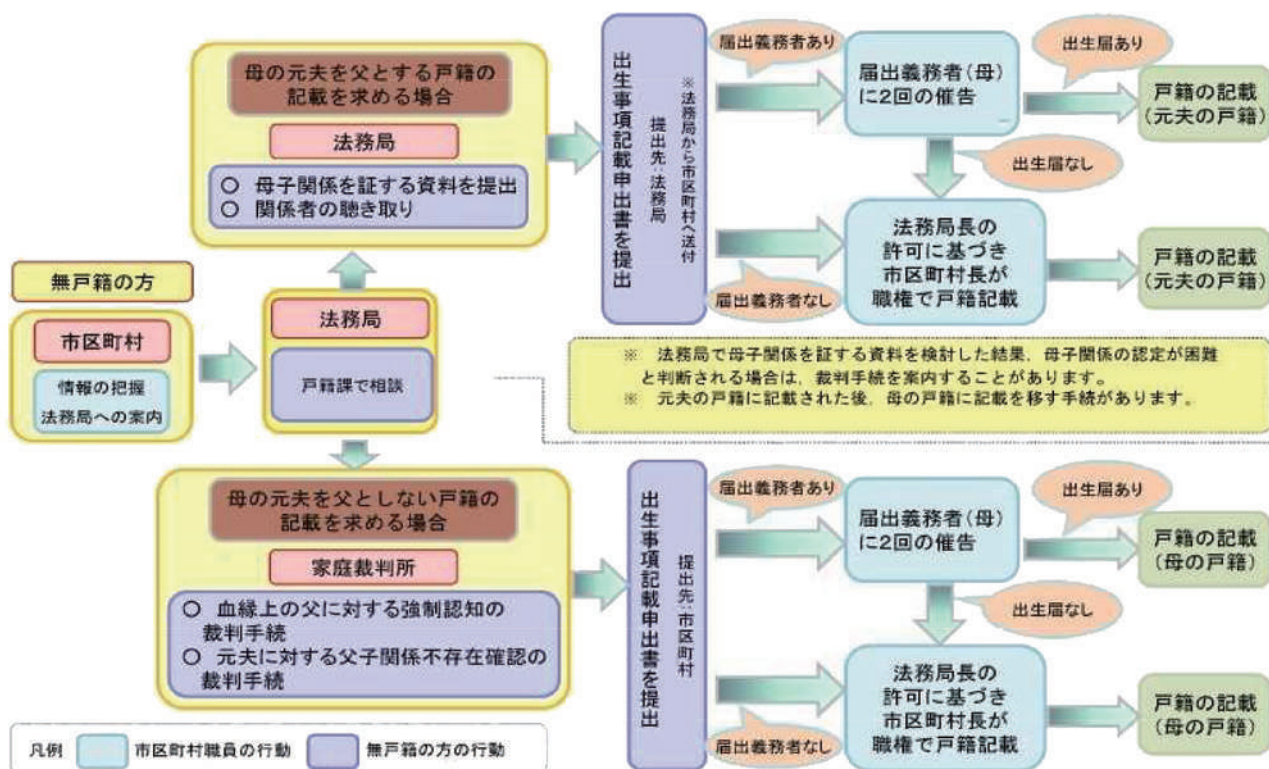 無戸籍の方
市区町村
情報の把握
法務局への案内
法務局
戸籍課で相談
母の元夫を父とする戸籍の
記載を求める場合
法務局
○ 母子関係を証する資料を提出
○ 関係者の聴き取り
出生事項記載申出書を提出
提出先:法務局
※法務局から市区町村へ送付
届出義務者あり
届出義務者(母)
に2回の催告
出生届あり
戸籍の記載
(元夫の戸籍)
出生届なし
届出義務者なし
法務局長の
許可に基づき
市区町村長が
職権で戸籍記載
戸籍の記載
(元夫の戸籍)
※ 法務局で母子関係を証する資料を検討した結果,母子関係の認定が困難
と判断される場合は,裁判手続を案内することがあります。
※ 元夫の戸籍に記載された後,母の戸籍に記載を移す手続があります。
母の元夫を父としない戸籍の
記載を求める場合
家庭裁判所
○ 血縁上の父に対する強制認知の
裁判手続
○ 元夫に対する父子関係不存在確認の
裁判手続
出生事項記載申出書を提出
提出先:市区町村
届出義務者あり
届出義務者(母)
に2回の催告
出生届あり
戸籍の記載
(母の戸籍)
出生届なし
届出義務者なし
法務局長の
許可に基づき
市区町村長が
職権で戸籍記載
戸籍の記載
(母の戸籍)
凡例 市区町村職員の行動 無戸籍の方の行動